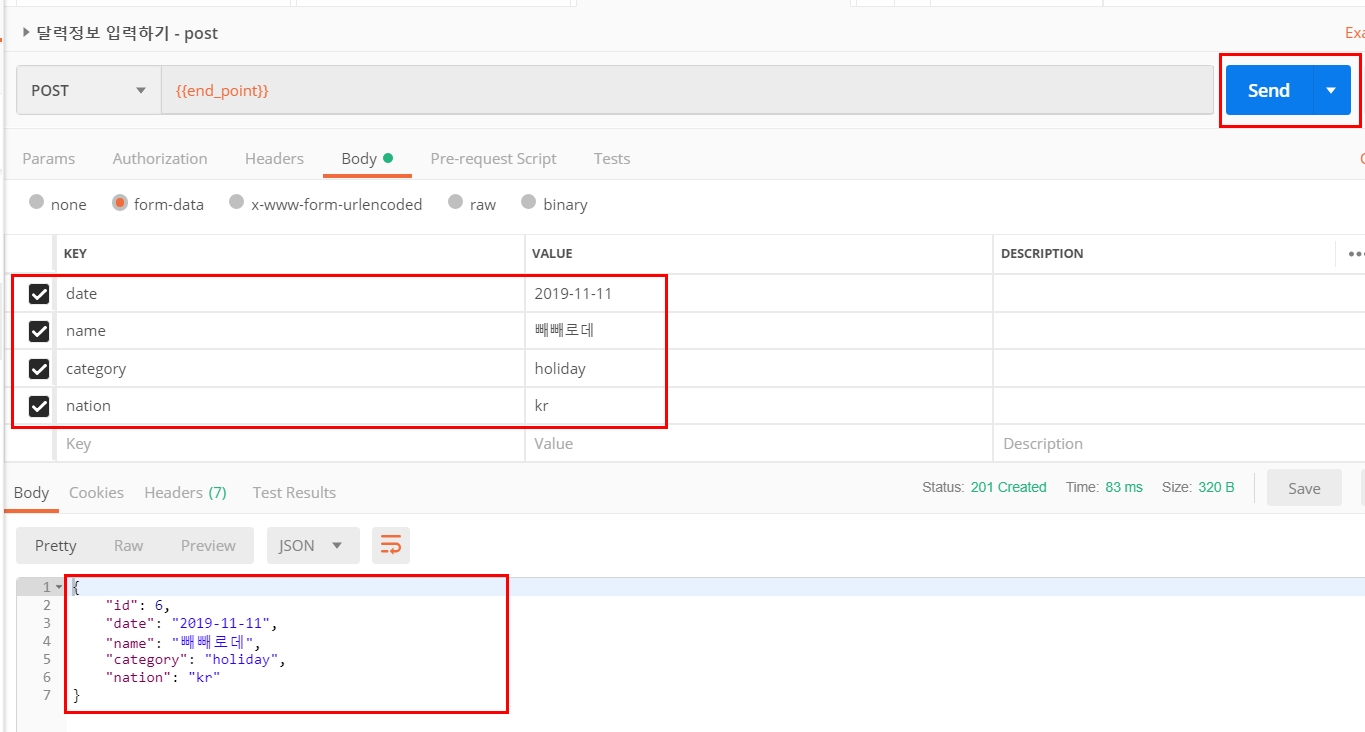 달력정보 입력하기 - post
Exa
POST {{end_point}} Send
Params Authorization Headers Body Pre-request Script Tests
none form-data x-www-form-urlencoded raw binary
KEY VALUE DESCRIPTION
date 2019-11-11
name 빼빼로데
category holiday
nation kr
Key Value Description
Body Cookies Headers (7) Test Results Status: 201 Created Time: 83 ms Size: 320 B Save
Pretty Raw Preview JSON
1 {
2 "id": 6,
3 "date": "2019-11-11",
4 "name": "빼빼로데",
5 "category": "holiday",
6 "nation": "kr"
7 }